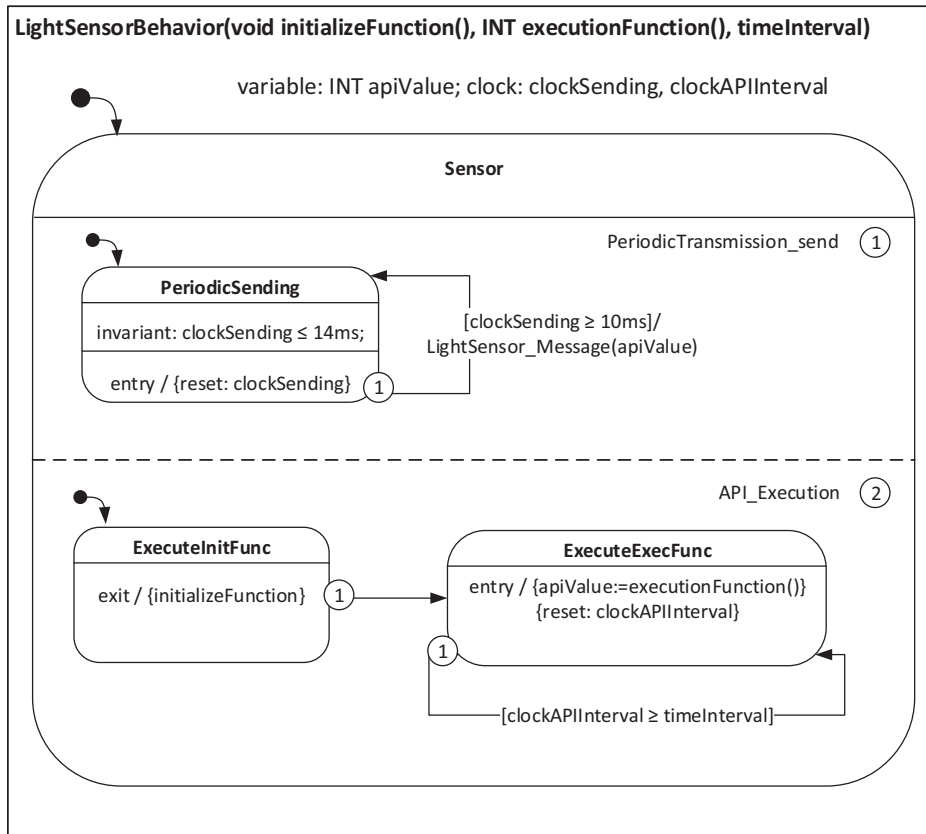 LightSensorBehavior(void initializeFunction(), INT executionFunction(), timeInterval)
variable: INT apiValue; clock: clockSending, clockAPIInterval
Sensor
PeriodicTransmission_send 1
PeriodicSending
invariant: clockSending ≤ 14ms;
entry / {reset: clockSending}
1
[clockSending ≥ 10ms]/
LightSensor_Message(apiValue)
API_Execution 2
ExecuteInitFunc
exit / {initializeFunction}
1
ExecuteExecFunc
entry / {apiValue:=executionFunction()}
{reset: clockAPIInterval}
1
[clockAPIInterval ≥ timeInterval]